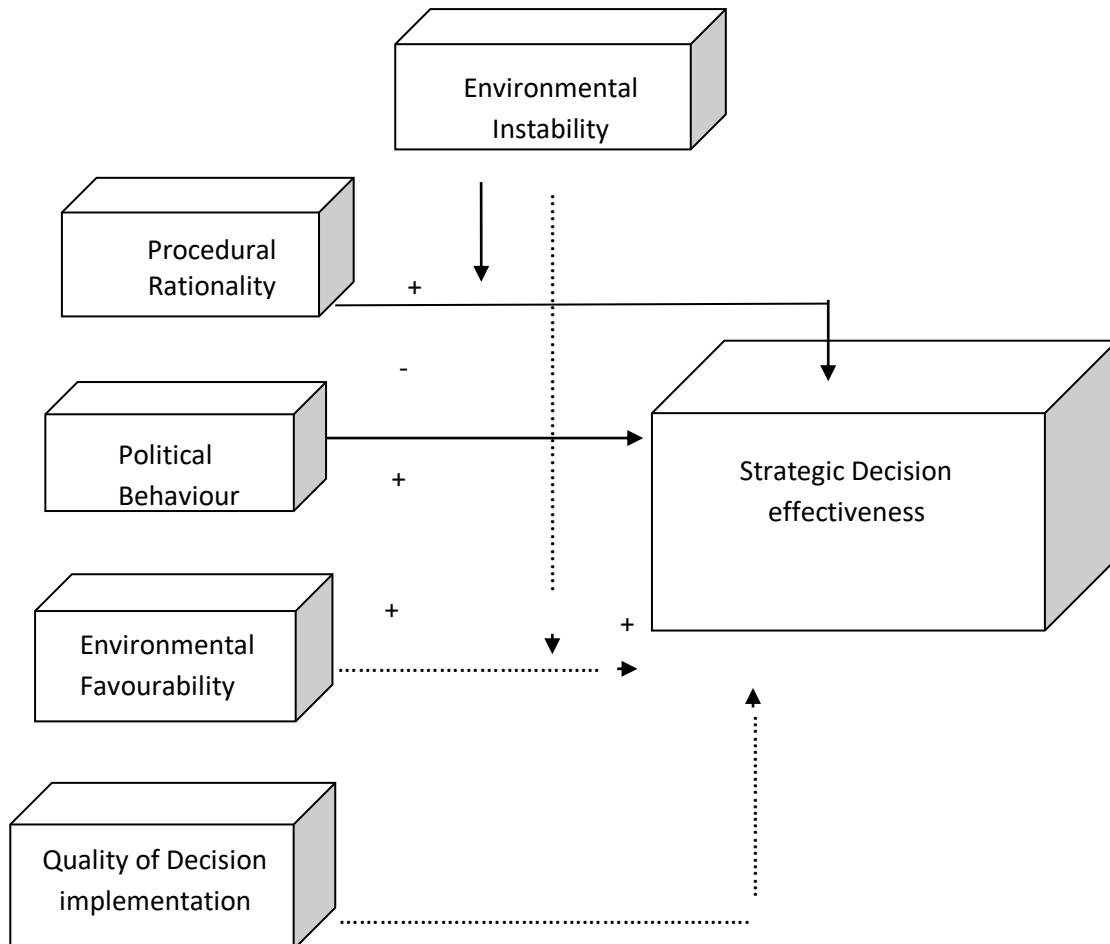 Environmental
Instability
Procedural
Rationality
+
-
Political
Behaviour
+
Strategic Decision
effectiveness
+
+
Environmental
Favourability
Quality of Decision
implementation